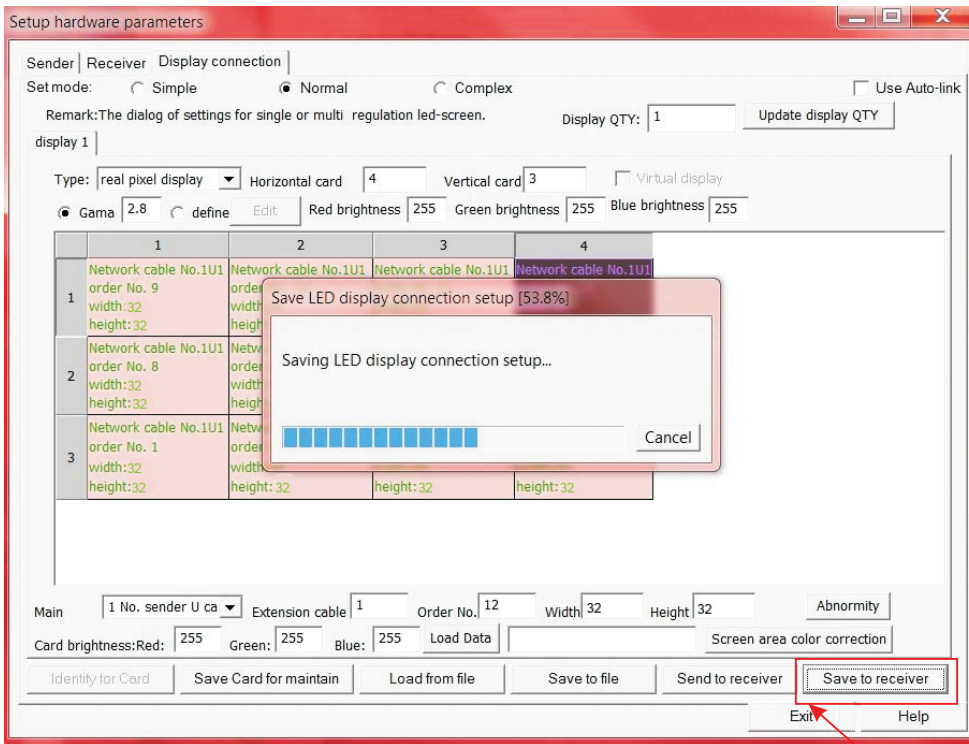 Setup hardware parameters
Sender Receiver Display connection
Set mode: Simple Normal Complex Use Auto-link
Remark:The dialog of settings for single or multi regulation led-screen. Display QTY: 1 Update display QTY
display 1
Type: real pixel display Horizontal card 4 Vertical card 3 Virtual display
Gama 2.8 define Edit Red brightness 255 Green brightness 255 Blue brightness 255
1 2 3 4
Network cable No.1U1 Network cable No.1U1 Network cable No.1U1 Network cable No.1U1
1 order No. 9
width:32
height:32
Save LED display connection setup [53.8%]
Saving LED display connection setup...
Cancel
Network cable No.1U1
2 order No. 8
width:32
height:32
Network cable No.1U1
3 order No. 1
width:32
height:32 height:32 height:32 height:32
Main 1 No. sender U ca Extension cable 1 Order No. 12 Width 32 Height 32 Abnormity
Card brightness:Red: 255 Green: 255 Blue: 255 Load Data Screen area color correction
Identify for Card Save Card for maintain Load from file Save to file Send to receiver Save to receiver
Exit Help